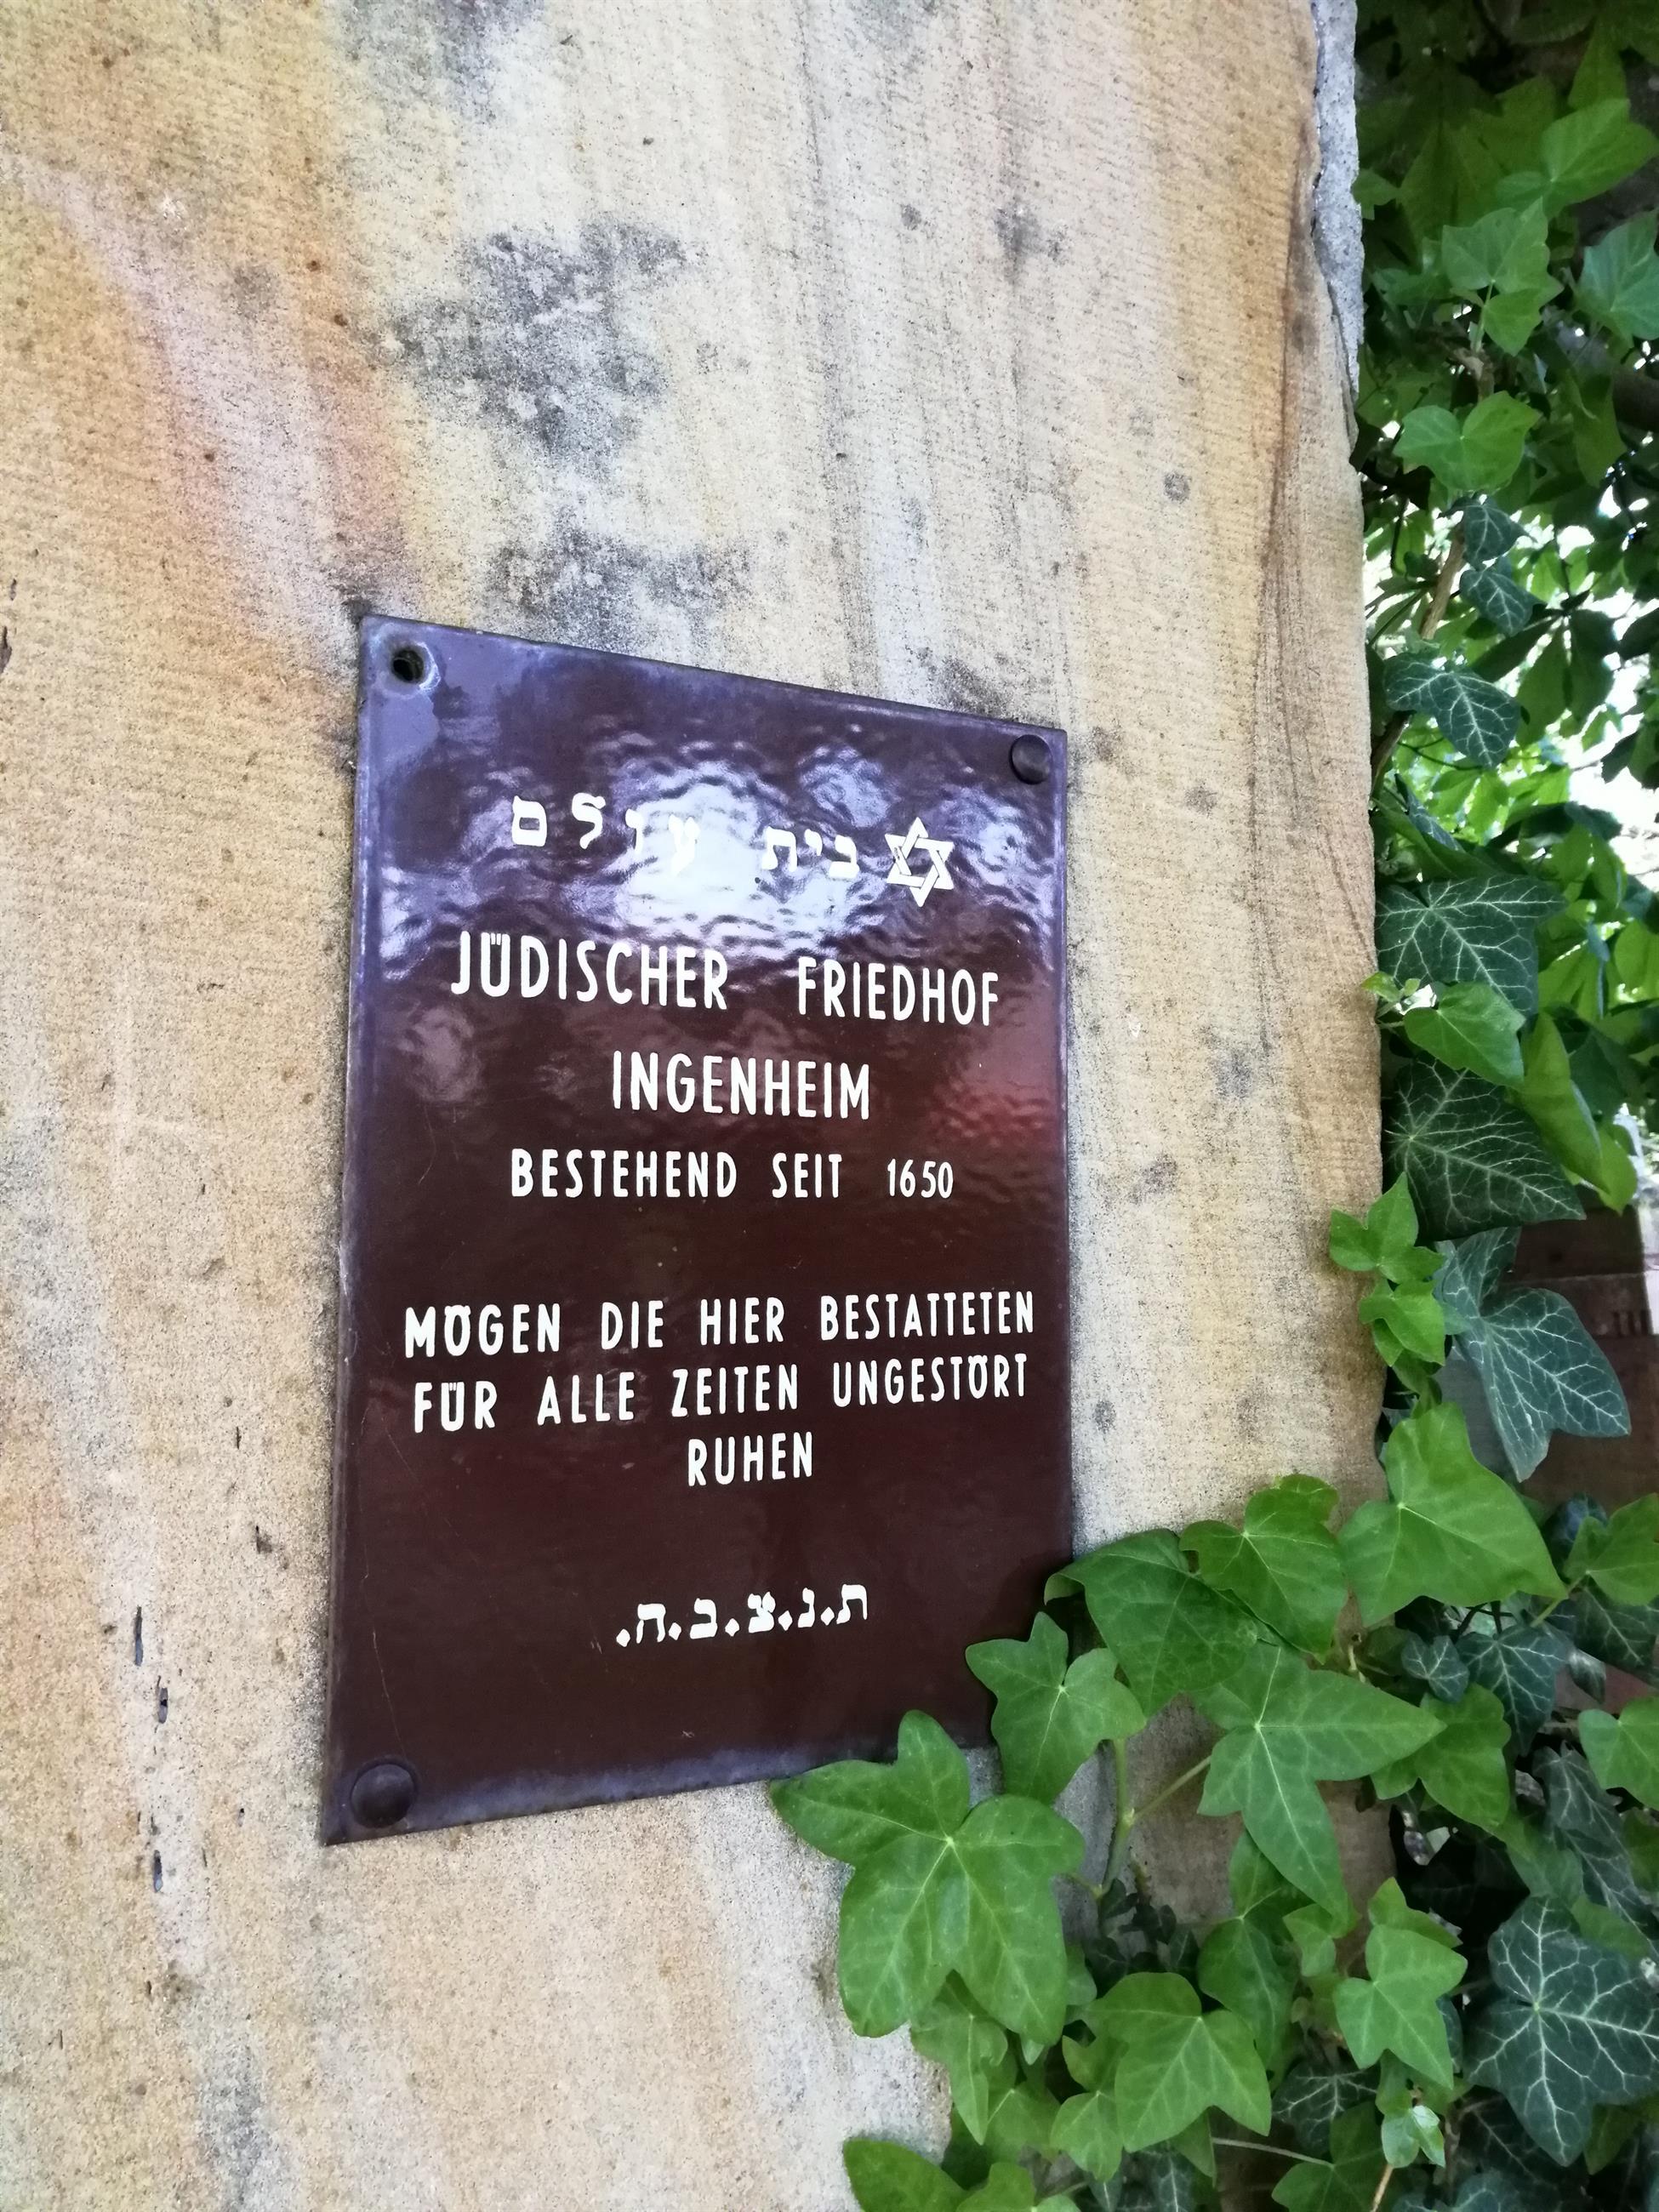 בית עולם
JÜDISCHER FRIEDHOF
INGENHEIM
BESTEHEND SEIT 1650
MÖGEN DIE HIER BESTATTETEN
FÜR ALLE ZEITEN UNGESTÖRT
RUHEN
ת.נ.צ.ב.ה.